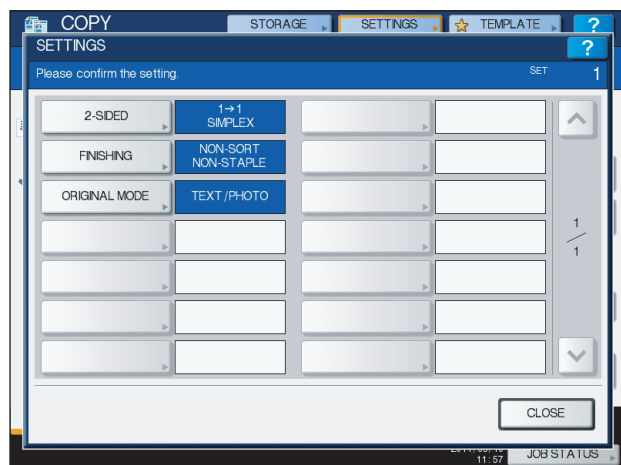 COPY
STORAGE
SETTINGS
TEMPLATE
?
SETTINGS
?
Please confirm the setting.
SET 1
2-SIDED
1→1
SIMPLEX
FINISHING
NON-SORT
NON-STAPLE
ORIGINAL MODE
TEXT/PHOTO
1
1
CLOSE
11:57
JOB STATUS